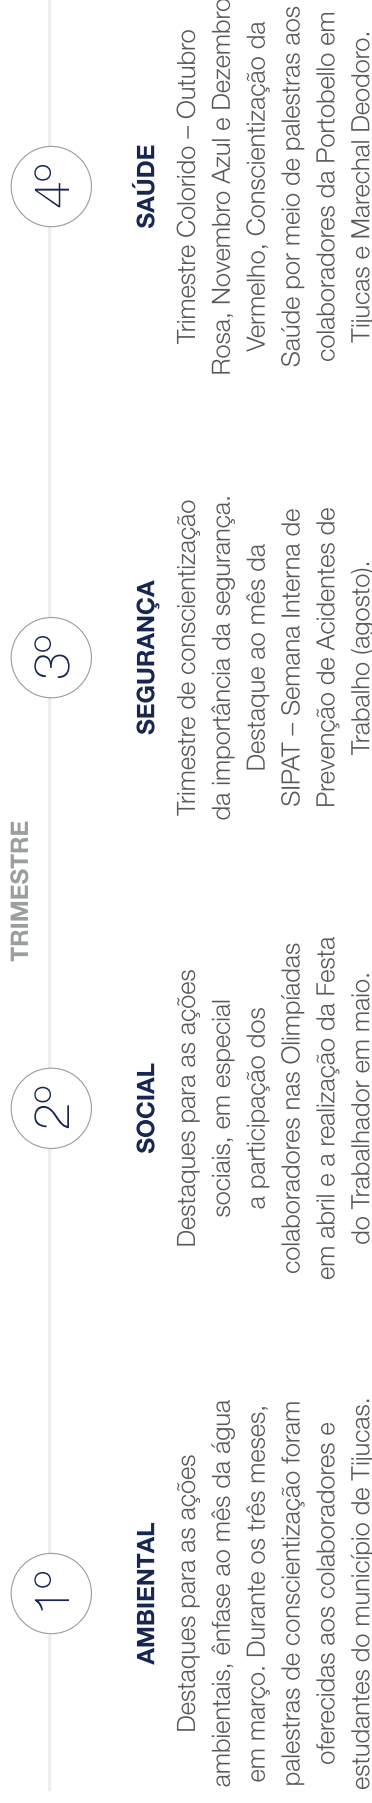 TRIMESTRE
1º
AMBIENTAL
Destaques para as ações
ambientais, ênfase ao mês da água
em março. Durante os três meses,
palestras de conscientização foram
oferecidas aos colaboradores e
estudantes do município de Tijucas.
2º
SOCIAL
Destaques para as ações
sociais, em especial
a participação dos
colaboradores nas Olimpíadas
em abril e a realização da Festa
do Trabalhador em maio.
3º
SEGURANÇA
Trimestre de conscientização
da importância da segurança.
Destaque ao mês da
SIPAT – Semana Interna de
Prevenção de Acidentes de
Trabalho (agosto).
4º
SAÚDE
Trimestre Colorido – Outubro
Rosa, Novembro Azul e Dezembro
Vermelho, Conscientização da
Saúde por meio de palestras aos
colaboradores da Portobello em
Tijucas e Marechal Deodoro.